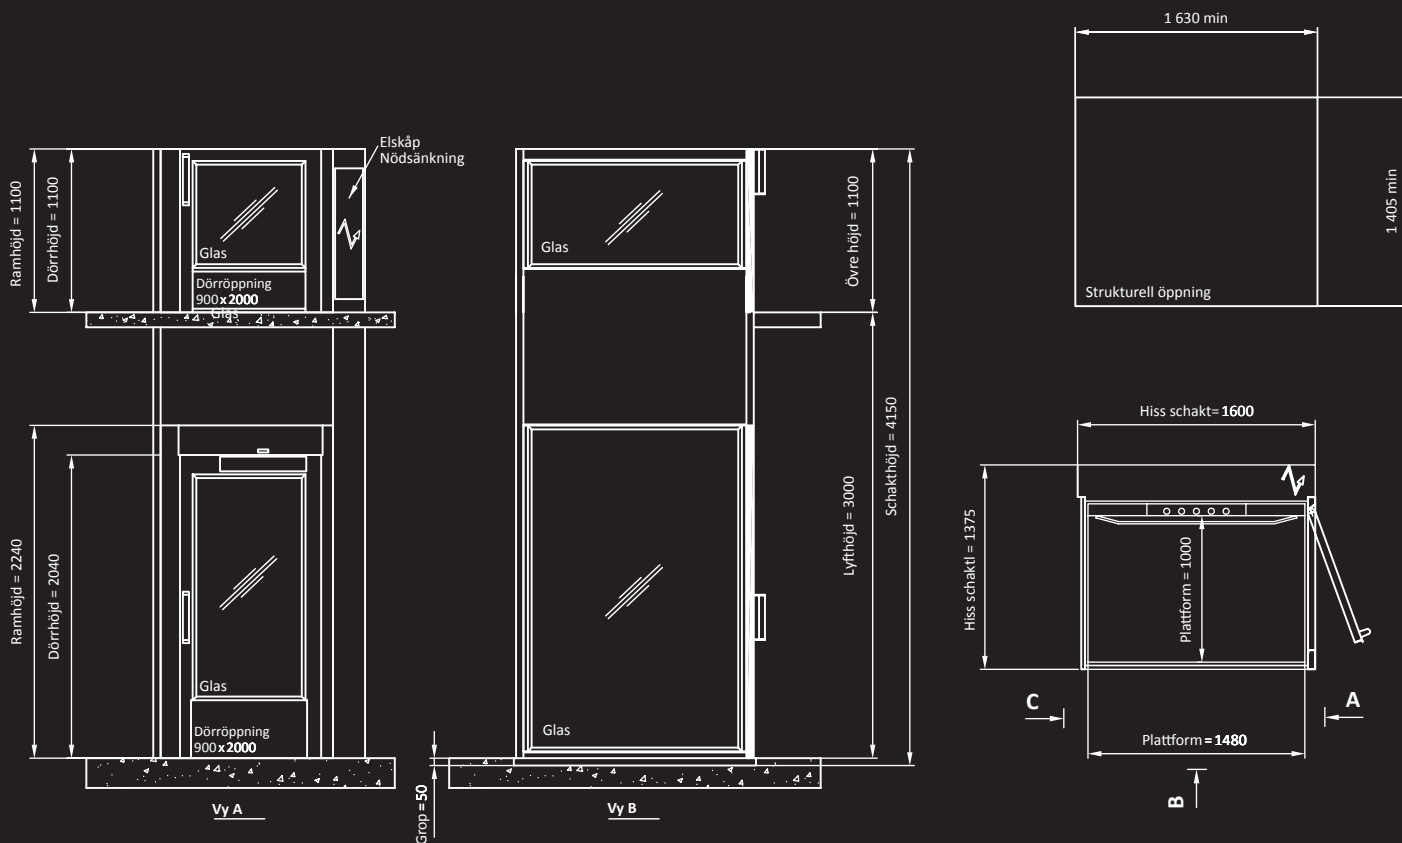 Ramhöjd = 1100
Dörrhöjd = 1100
Elskåp
Nödsänkning
Glas
Dörröppning
900 x 2000
Glas
Ramhöjd = 2240
Dörrhöjd = 2040
Glas
Dörröppning
900 x 2000
Vy A
Glas
Övre höjd = 1100
Schakthöjd = 4150
Lyfthöjd = 3000
Glas
Grop = 50
Vy B
1 630 min
1 405 min
Strukturell öppning
Hiss schakt= 1600
Hiss schaktl = 1375
Plattform = 1000
C
A
Plattform = 1480
B